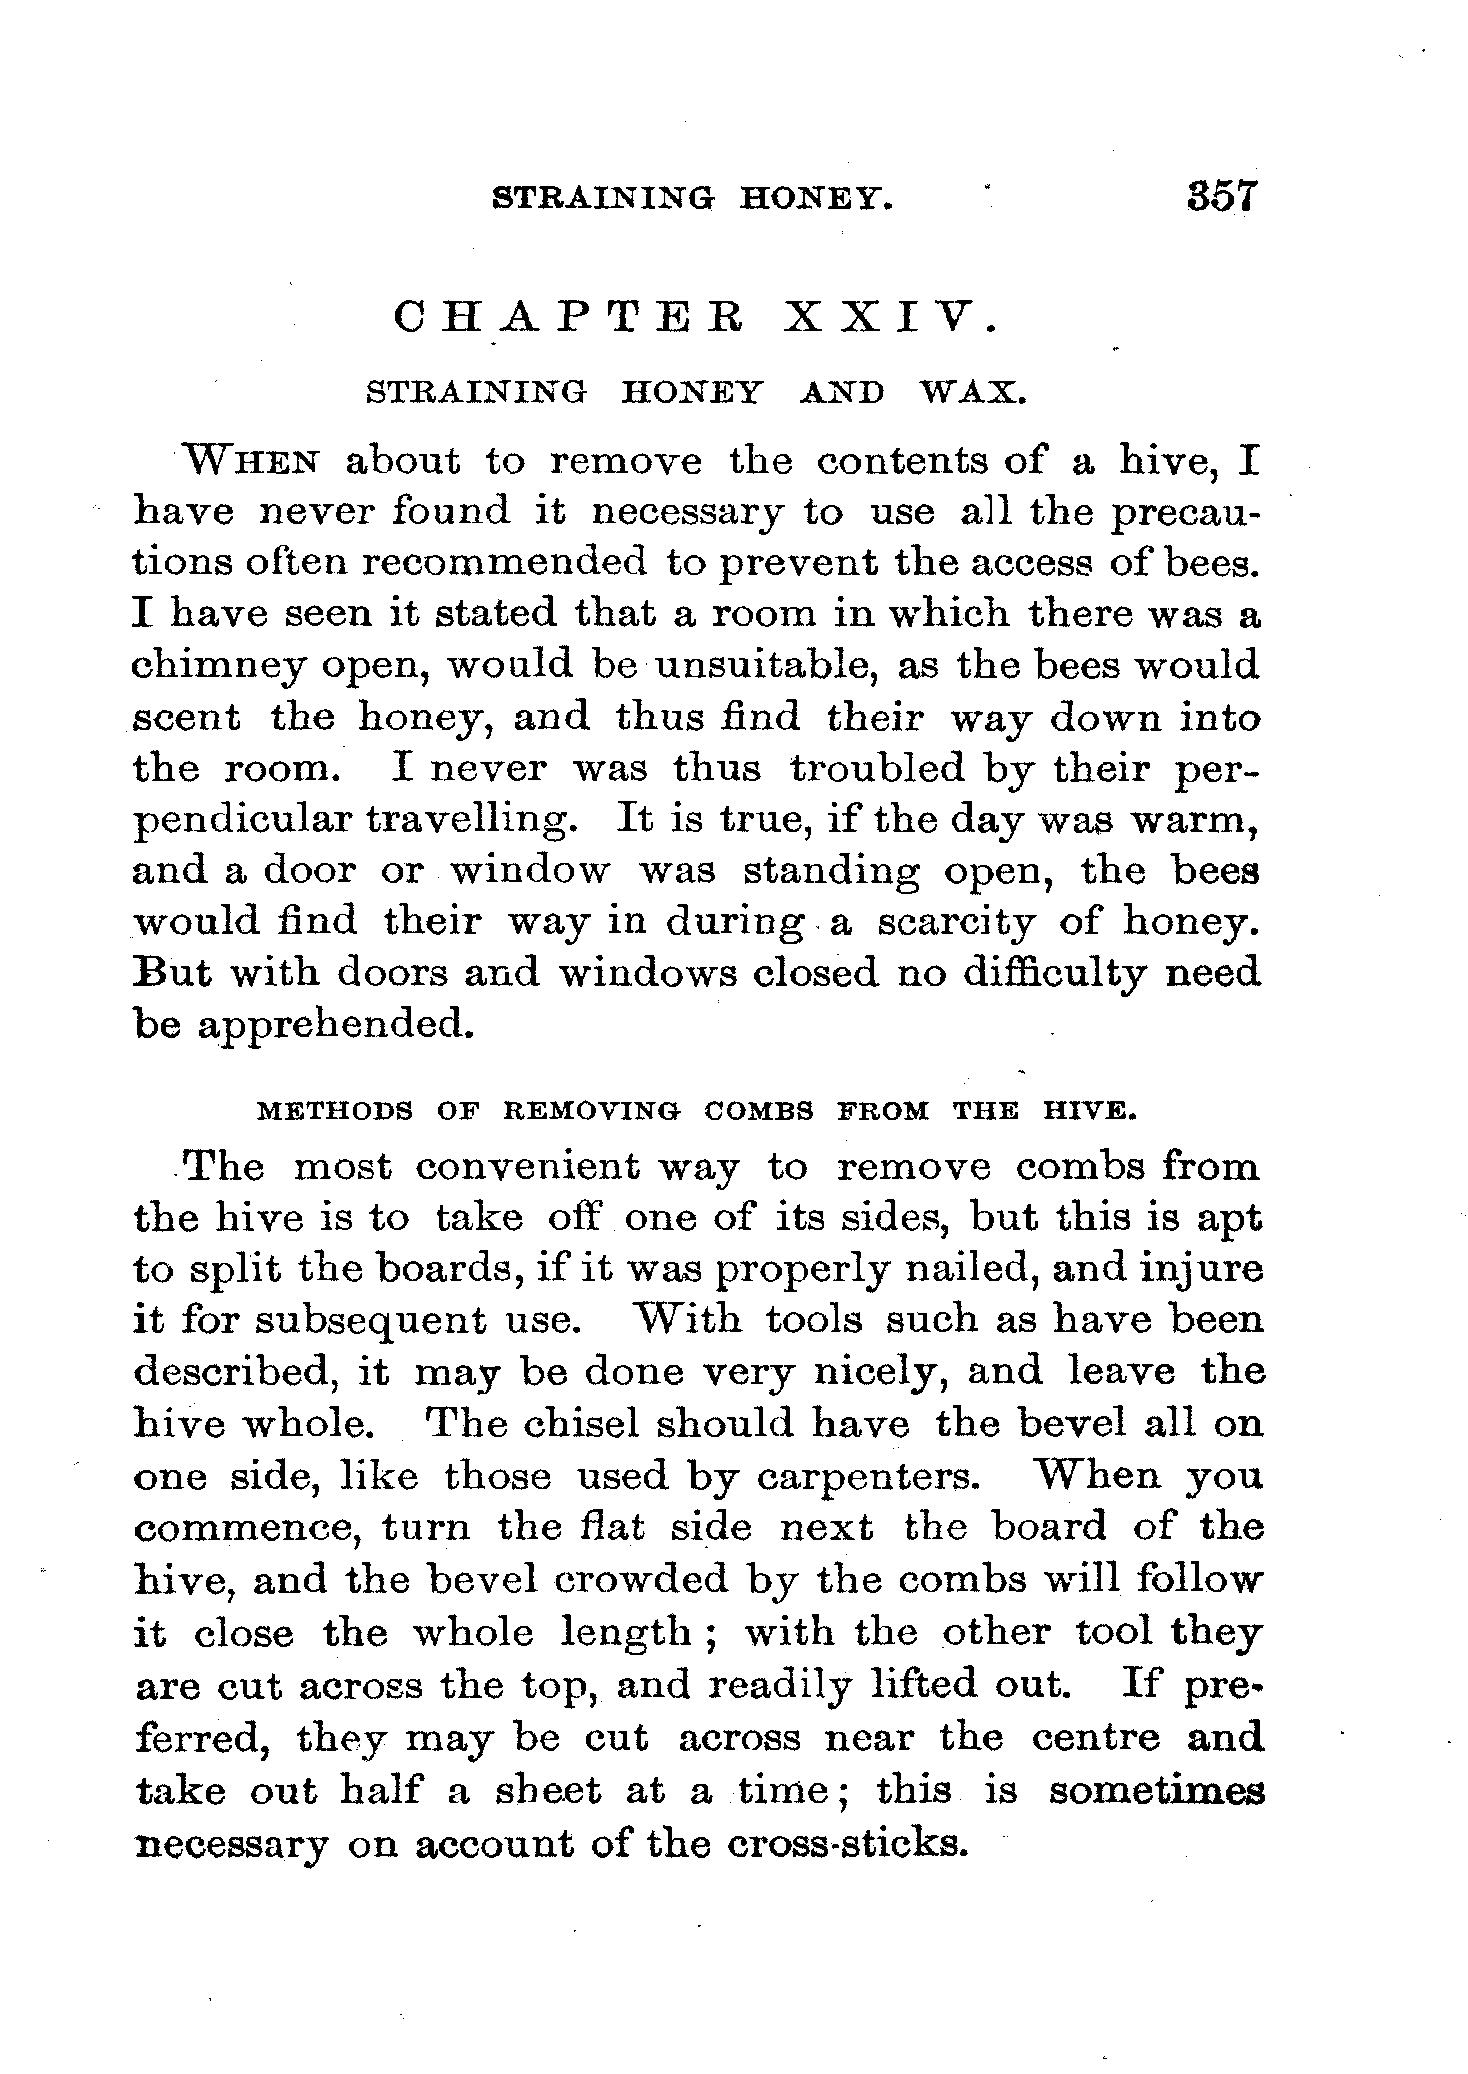 STRAINING HONEY. 357
CHAPTER XXIV.
STRAINING HONEY AND WAX.
WHEN about to remove the contents of a hive, I
have never found it necessary to use all the precau-
tions often recommended to prevent the access of bees.
I have seen it stated that a room in which there was a
chimney open, would be unsuitable, as the bees would
scent the honey, and thus find their way down into
the room. I never was thus troubled by their per-
pendicular travelling. It is true, if the day was warm,
and a door or window was standing open, the bees
would find their way in during a scarcity of honey.
But with doors and windows closed no difficulty need
be apprehended.
METHODS OF REMOVING COMBS FROM THE HIVE.
The most convenient way to remove combs from
the hive is to take off one of its sides, but this is apt
to split the boards, if it was properly nailed, and injure
it for subsequent use. With tools such as have been
described, it may be done very nicely, and leave the
hive whole. The chisel should have the bevel all on
one side, like those used by carpenters. When you
commence, turn the flat side next the board of the
hive, and the bevel crowded by the combs will follow
it close the whole length; with the other tool they
are cut across the top, and readily lifted out. If pre-
ferred, they may be cut across near the centre and
take out half a sheet at a time; this is sometimes
necessary on account of the cross-sticks.